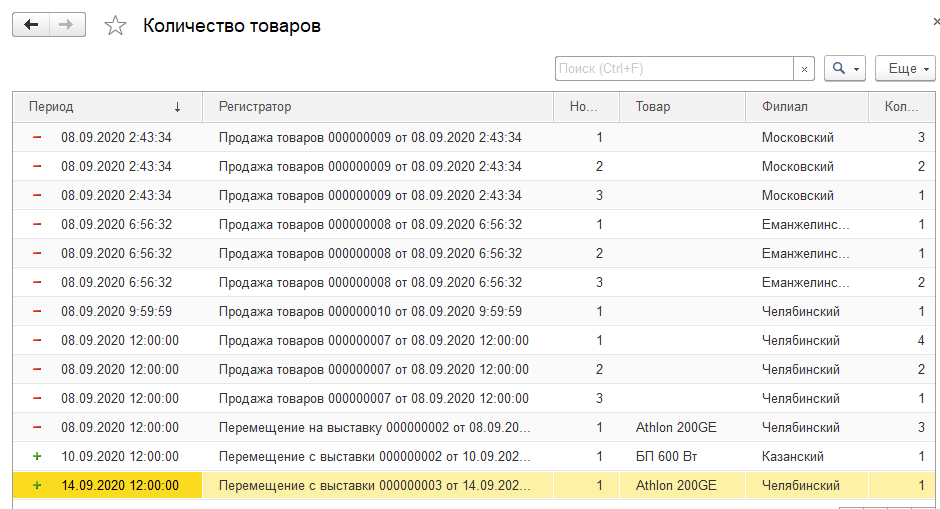 Количество товаров
Поиск (Ctrl+F)
Еще
Период Регистратор Но... Товар Филиал Кол...
08.09.2020 2:43:34 Продажа товаров 000000009 от 08.09.2020 2:43:34 1 Московский 3
08.09.2020 2:43:34 Продажа товаров 000000009 от 08.09.2020 2:43:34 2 Московский 2
08.09.2020 2:43:34 Продажа товаров 000000009 от 08.09.2020 2:43:34 3 Московский 1
08.09.2020 6:56:32 Продажа товаров 000000008 от 08.09.2020 6:56:32 1 Еманжелинс... 1
08.09.2020 6:56:32 Продажа товаров 000000008 от 08.09.2020 6:56:32 2 Еманжелинс... 1
08.09.2020 6:56:32 Продажа товаров 000000008 от 08.09.2020 6:56:32 3 Еманжелинс... 2
08.09.2020 9:59:59 Продажа товаров 000000010 от 08.09.2020 9:59:59 1 Челябинский 1
08.09.2020 12:00:00 Продажа товаров 000000007 от 08.09.2020 12:00:00 1 Челябинский 4
08.09.2020 12:00:00 Продажа товаров 000000007 от 08.09.2020 12:00:00 2 Челябинский 2
08.09.2020 12:00:00 Продажа товаров 000000007 от 08.09.2020 12:00:00 3 Челябинский 1
08.09.2020 12:00:00 Перемещение на выставку 000000002 от 08.09.20... 1 Athlon 200GE Челябинский 3
10.09.2020 12:00:00 Перемещение с выставки 000000002 от 10.09.202... 1 БП 600 Вт Казанский 1
14.09.2020 12:00:00 Перемещение с выставки 000000003 от 14.09.202... 1 Athlon 200GE Челябинский 1